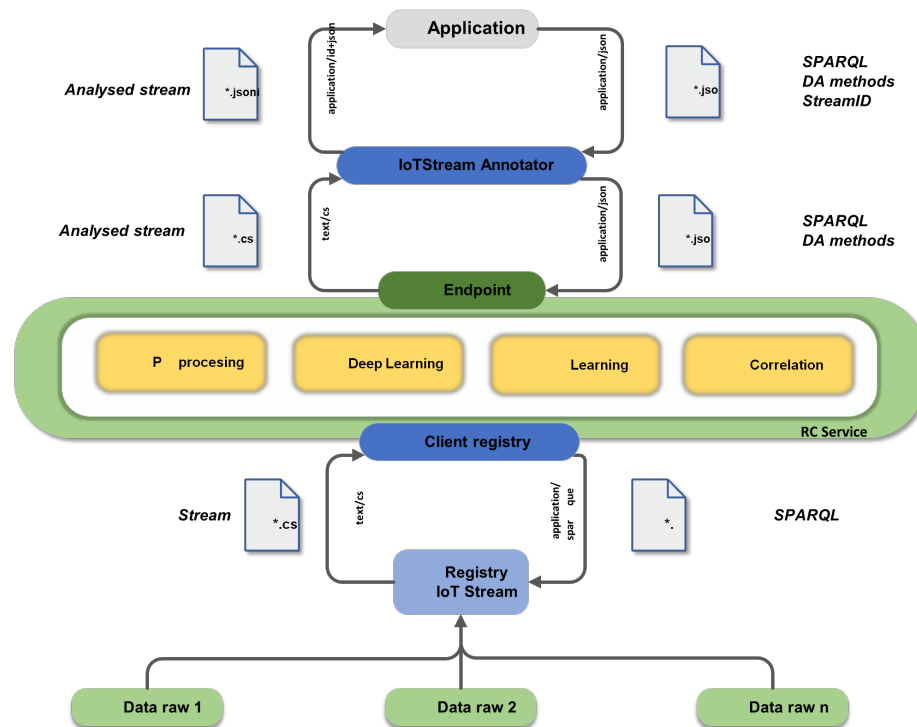 Application
application/id+json
application/json
Analysed stream
*.jsoni
*.jso
SPARQL
DA methods
StreamID
IoTStream Annotator
text/cs
application/json
Analysed stream
*.cs
*.jso
SPARQL
DA methods
Endpoint
P procesing
Deep Learning
Learning
Correlation
RC Service
Client registry
Stream
*.cs
text/cs
application/
spar que
*.
SPARQL
Registry
IoT Stream
Data raw 1
Data raw 2
Data raw n